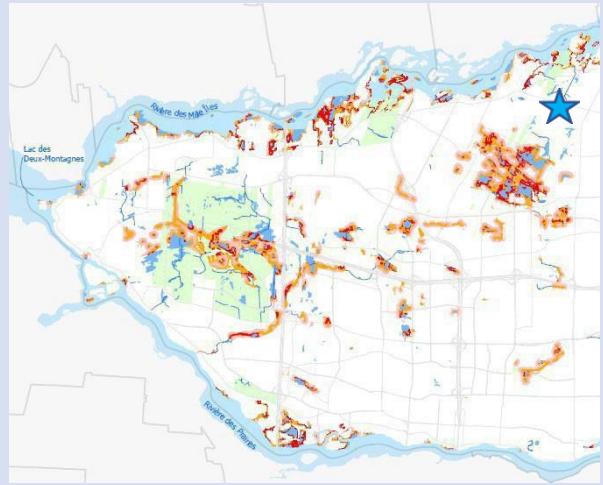 Rivière des Mille Îles
Lac des
Deux-Montagnes
Rivière des Prairies